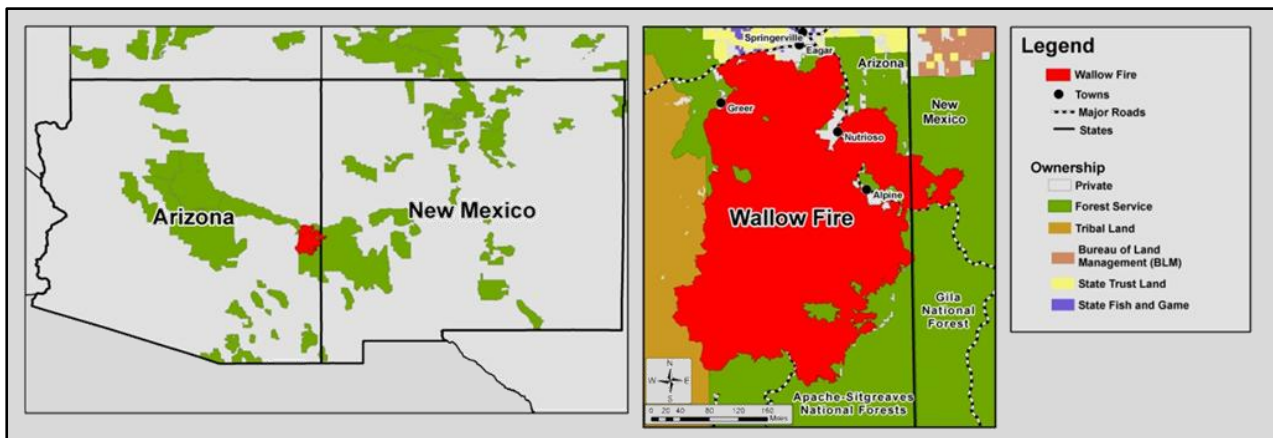 Arizona
New Mexico
Springerville
Eagar
Arizona
Greer
New
Mexico
Nutrioso
Alpine
Wallow Fire
Gila
National
Forest
N
W
E
S
Apache-Sitgreaves
National Forests
0 20 40 80 120 160
Miles
Legend
Wallow Fire
Towns
Major Roads
States
Ownership
Private
Forest Service
Tribal Land
Bureau of Land
Management (BLM)
State Trust Land
State Fish and Game